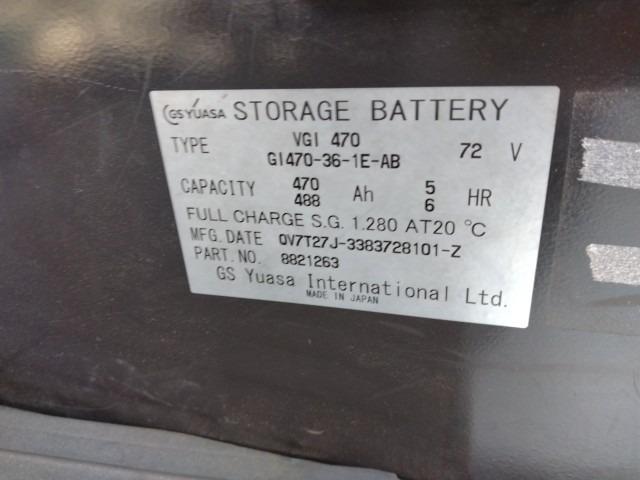 GS YUASA STORAGE BATTERY
TYPE VGI 470 72 V
GI470-36-1E-AB
CAPACITY 470 Ah 5 HR
488 6
FULL CHARGE S.G. 1.280 AT20 ℃
MFG. DATE 0V7T27J-3383728101-Z
PART. NO. 8821263
GS Yuasa International Ltd.
MADE IN JAPAN